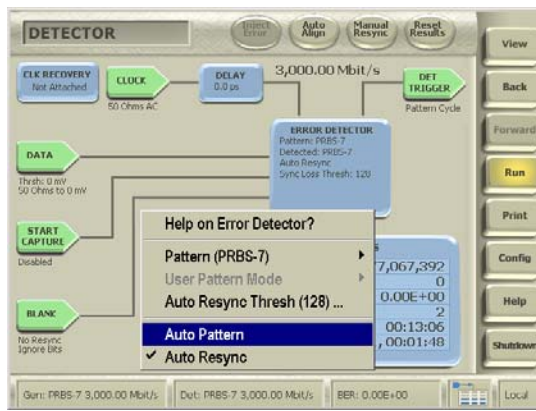 DETECTOR
Inject Error
Auto Align
Manual Resync
Reset Results
View
CLK RECOVERY
Not Attached
CLOCK
50 Ohms AC
DELAY
0.0 ps
3,000.00 Mbit/s
DET TRIGGER
Pattern Cycle
Back
Forward
ERROR DETECTOR
Pattern: PRBS-7
Detected: PRBS-7
Auto Resync
Sync Loss Thresh: 128
DATA
Thrsh: 0 mV
50 Ohms to 0 mV
Run
START CAPTURE
Disabled
Print
Help on Error Detector?
Pattern (PRBS-7)
User Pattern Mode
Auto Resync Thresh (128) ...
Auto Pattern
Auto Resync
S
7,067,392
0
0.00E+00
2
00:13:06
, 00:01:48
Config
Help
BLANK
No Resync
Ignore Bits
Shutdown
Gen: PRBS-7 3,000.00 Mbit/s
Det: PRBS-7 3,000.00 Mbit/s
BER: 0.00E+00
Local